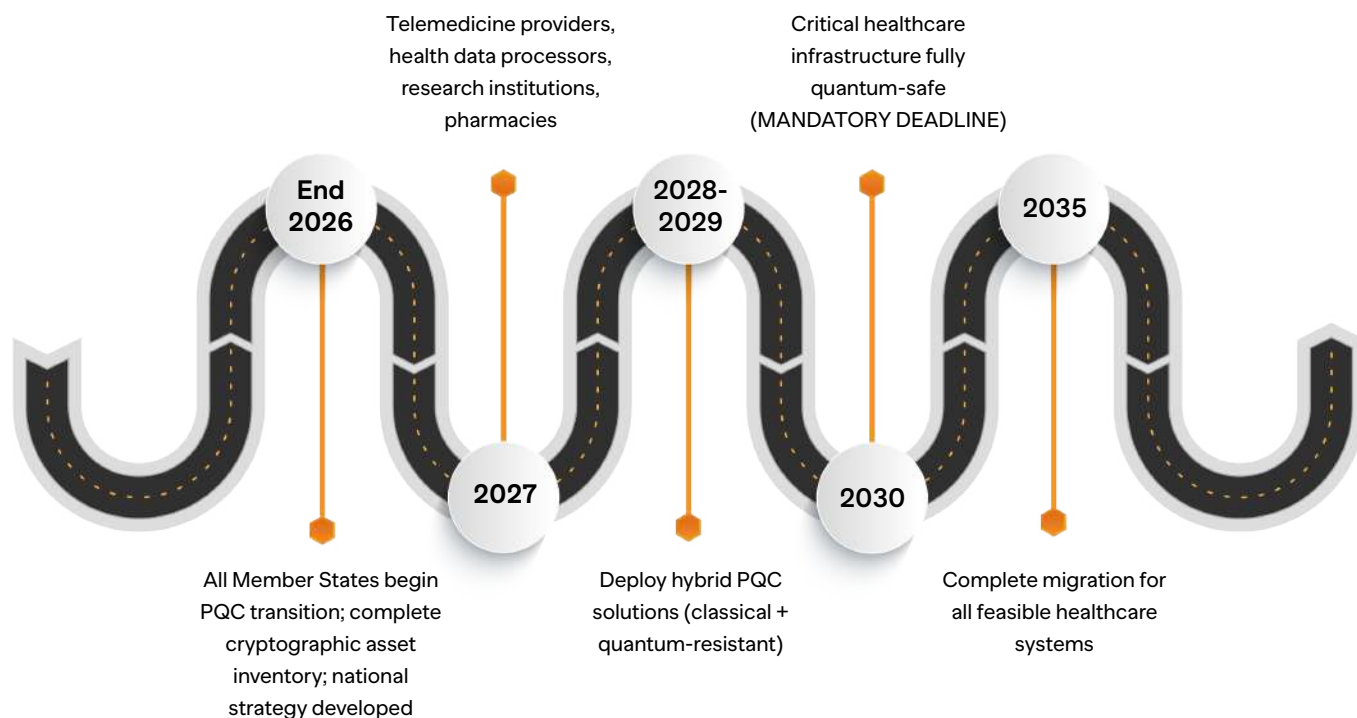 Telemedicine providers,
health data processors,
research institutions,
pharmacies
Critical healthcare
infrastructure fully
quantum-safe
(MANDATORY DEADLINE)
End
2026
2028-
2029
2035
2027
2030
All Member States begin
PQC transition; complete
cryptographic asset
inventory; national
strategy developed
Deploy hybrid PQC
solutions (classical +
quantum-resistant)
Complete migration for
all feasible healthcare
systems